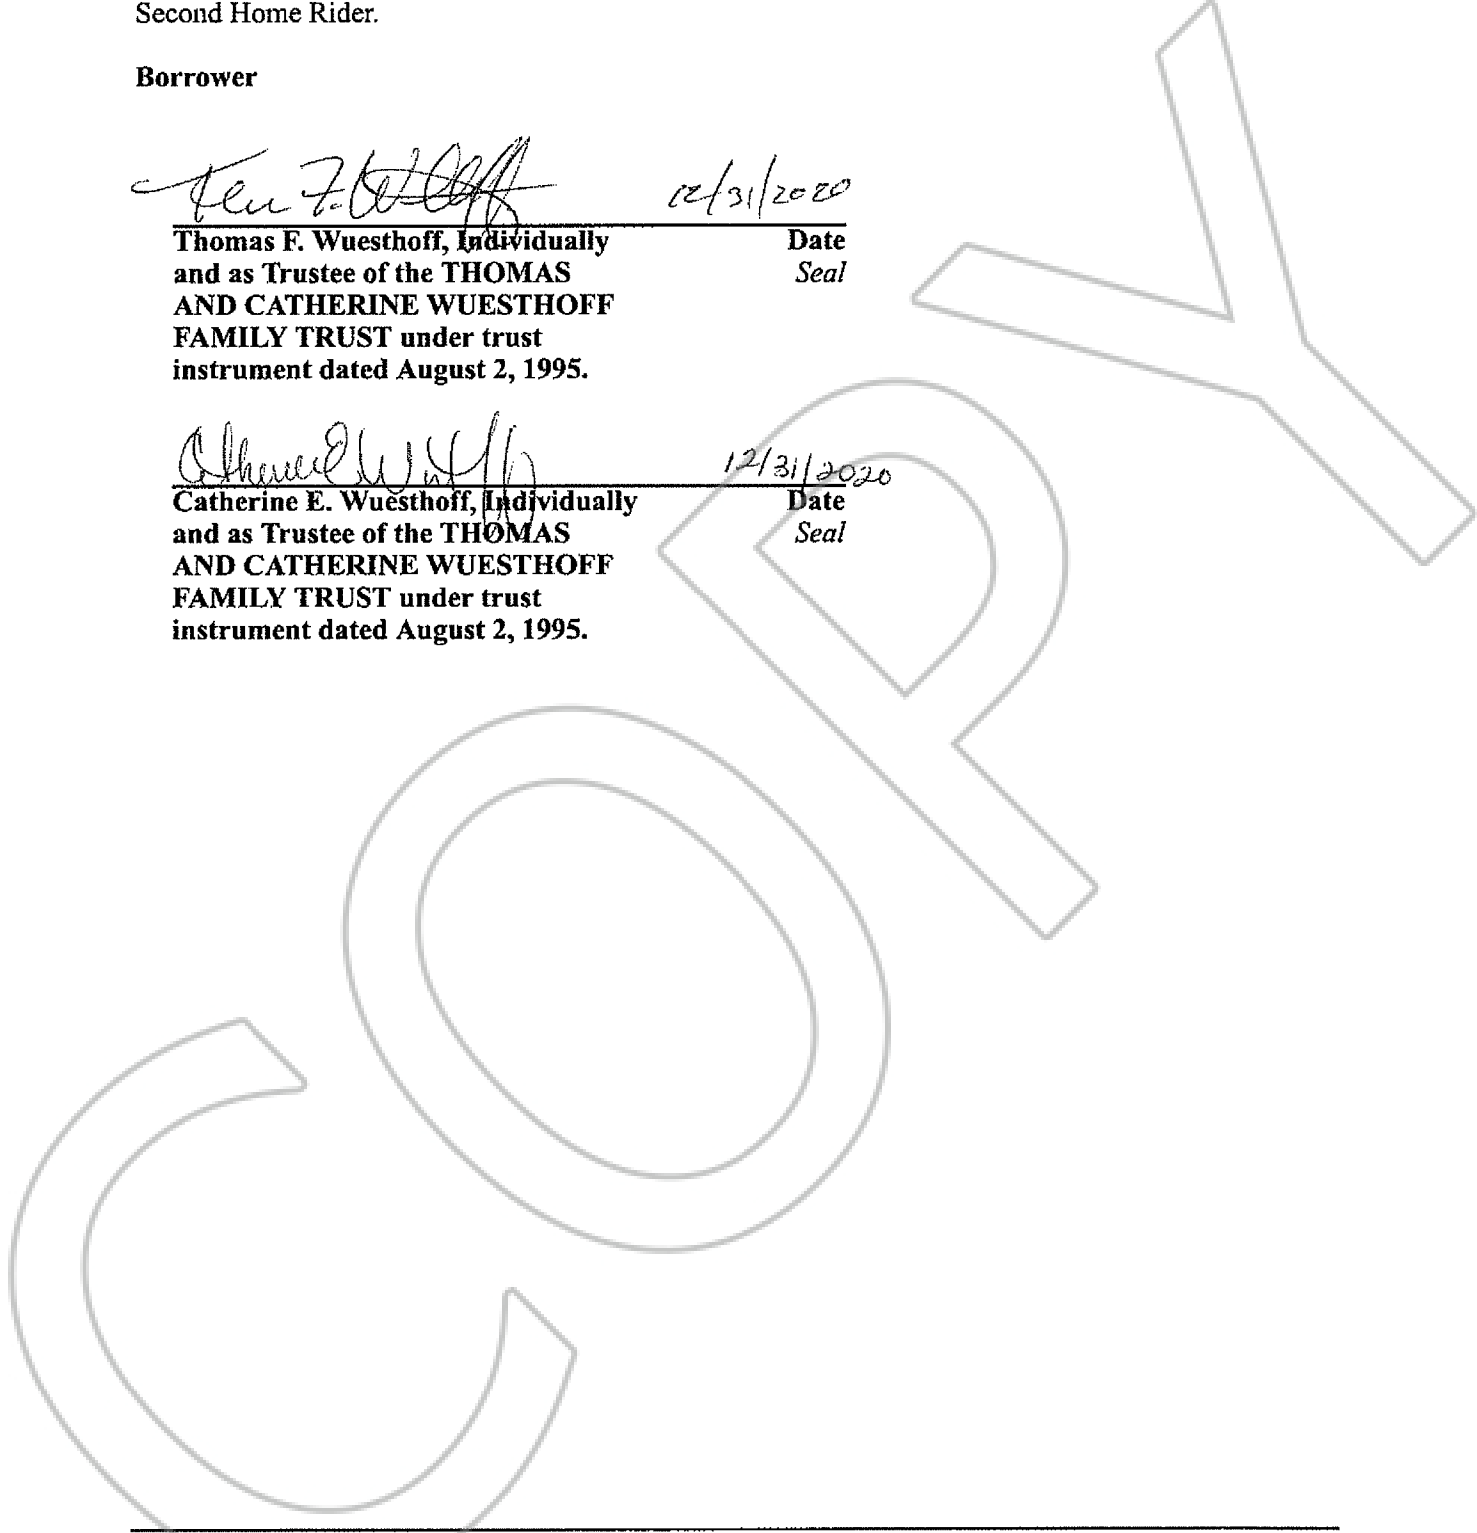 Second Home Rider.
Borrower
12/31/2020
Thomas F. Wuesthoff, Individually Date
and as Trustee of the THOMAS Seal
AND CATHERINE WUESTHOFF
FAMILY TRUST under trust
instrument dated August 2, 1995.
12/31/2020
Catherine E. Wuesthoff, Individually Date
and as Trustee of the THOMAS Seal
AND CATHERINE WUESTHOFF
FAMILY TRUST under trust
instrument dated August 2, 1995.
COPY